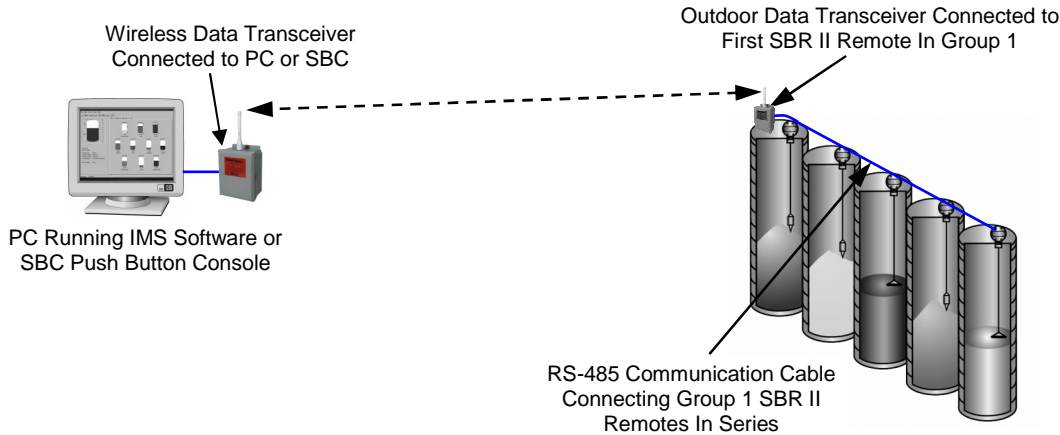 Wireless Data Transceiver
Connected to PC or SBC
Outdoor Data Transceiver Connected to
First SBR II Remote In Group 1
PC Running IMS Software or
SBC Push Button Console
RS-485 Communication Cable
Connecting Group 1 SBR II
Remotes In Series